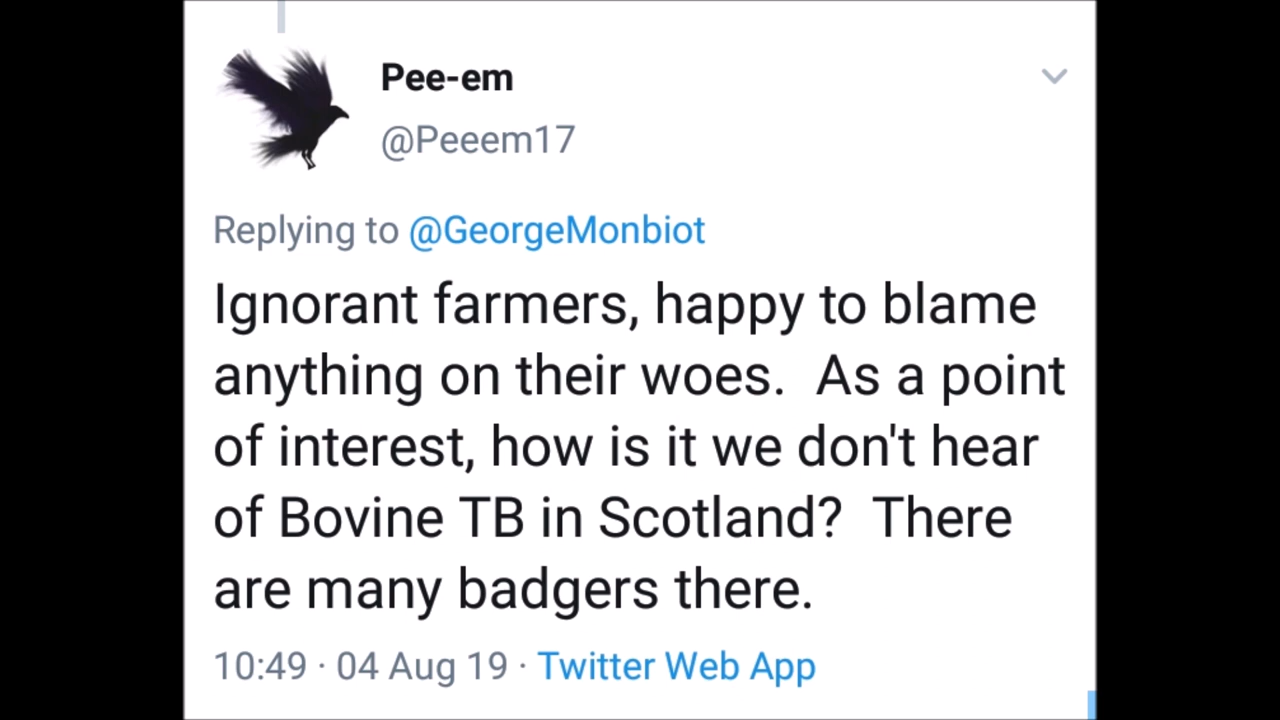 Pee-em
@Peeem17
Replying to @GeorgeMonbiot
Ignorant farmers, happy to blame
anything on their woes.  As a point
of interest, how is it we don't hear
of Bovine TB in Scotland?  There
are many badgers there.
10:49 · 04 Aug 19 · Twitter Web App